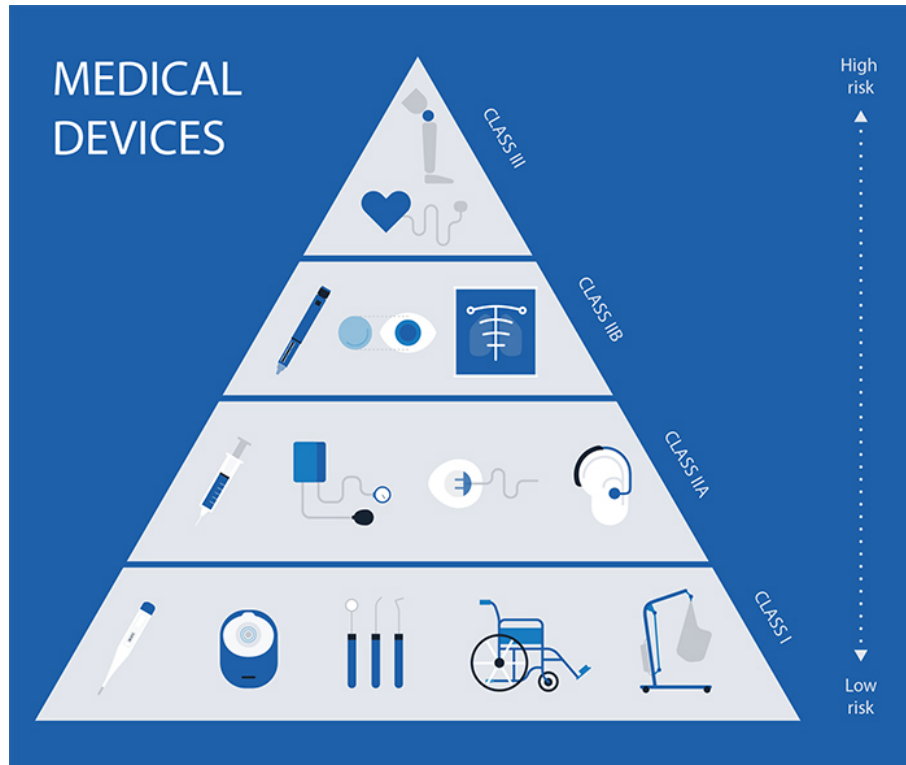 MEDICAL
DEVICES
High
risk
CLASS III
CLASS IIB
CLASS IIA
CLASS I
Low
risk